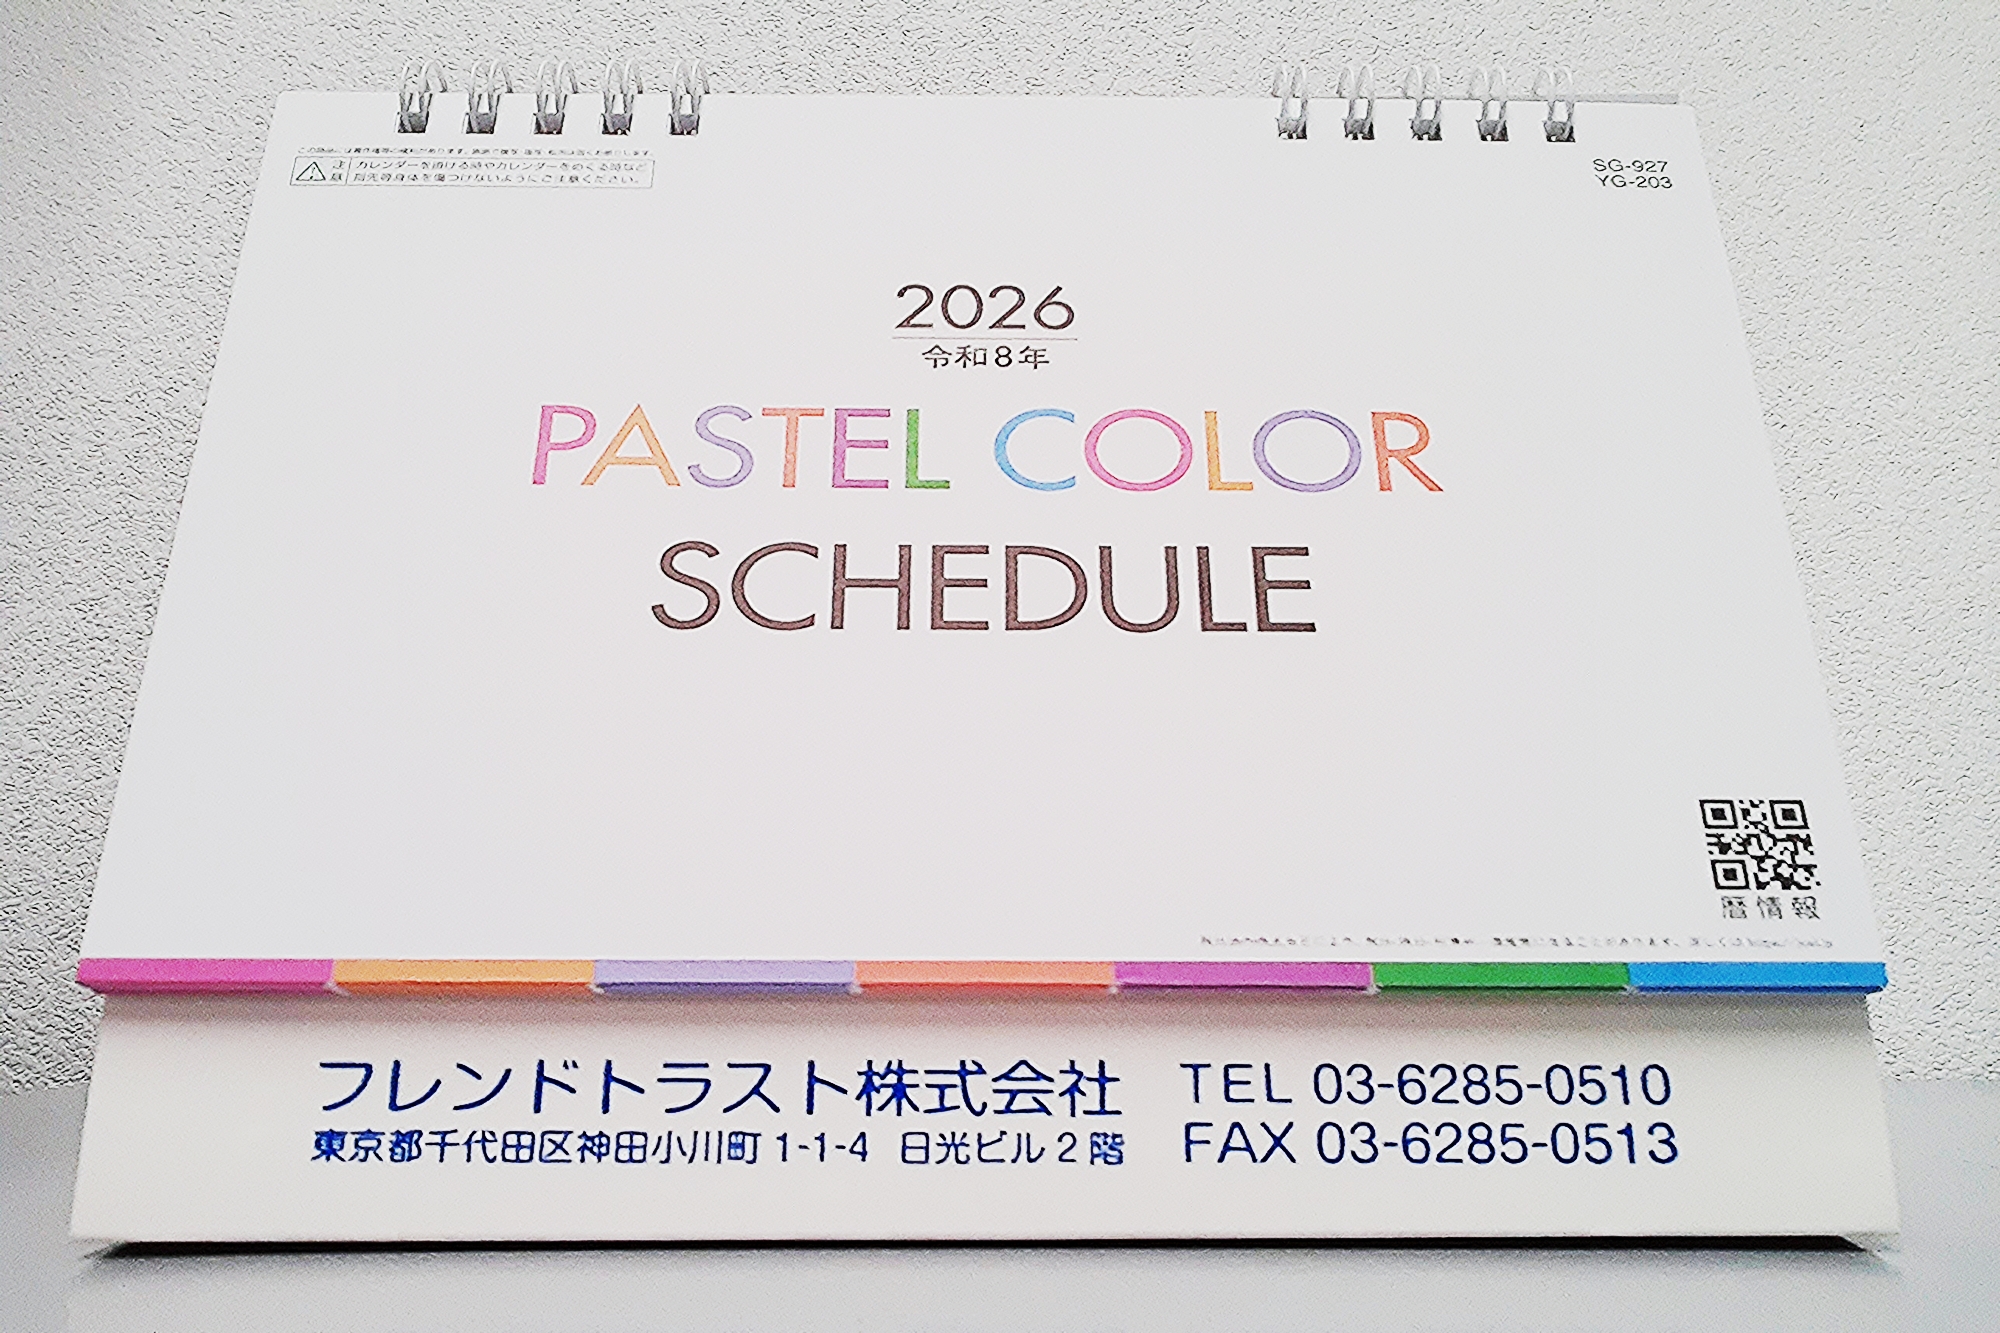 注意 カレンダーを掛ける時やカレンダーをめくる時など
指先等身体を傷つけないようにご注意ください。
SG-927
YG-203
2026
令和8年
PASTEL COLOR
SCHEDULE
暦情報
フレンドトラスト株式会社
東京都千代田区神田小川町1-1-4 日光ビル2階
TEL 03-6285-0510
FAX 03-6285-0513